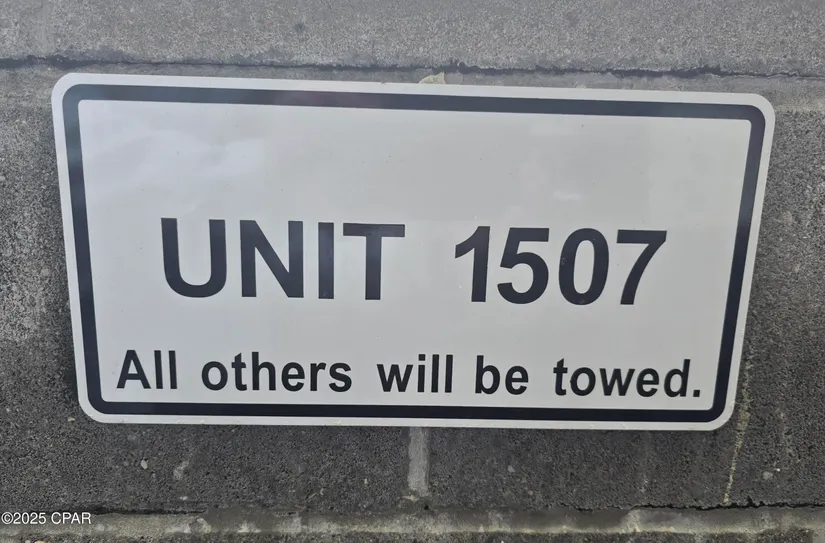 UNIT 1507
All others will be towed.
©2025 CPAR